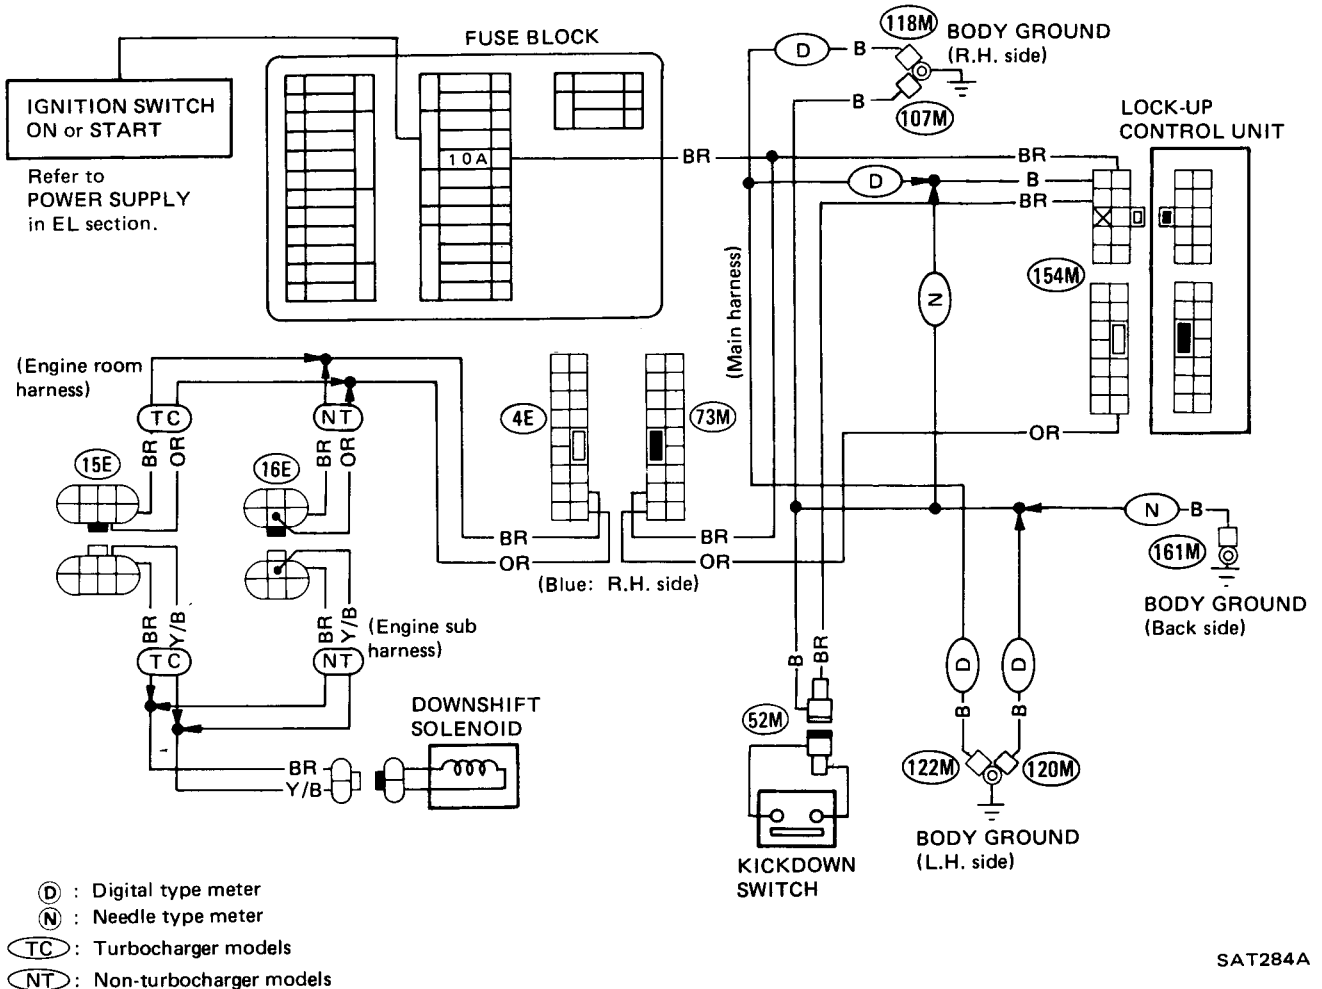 118M
BODY GROUND
(R.H. side)
FUSE BLOCK
D
B
IGNITION SWITCH
ON or START
B
107M
LOCK-UP
CONTROL UNIT
10A
BR
BR
Refer to
POWER SUPPLY
in EL section.
D
B
BR
(Main harness)
154M
N
(Engine room
harness)
TC
NT
4E
73M
BR
OR
BR
OR
OR
15E
16E
N
B
BR
BR
161M
OR
OR
(Blue: R.H. side)
BODY GROUND
(Back side)
BR
Y/B
BR
Y/B
(Engine sub
harness)
B
BR
D
D
TC
NT
DOWNSHIFT
SOLENOID
52M
B
B
BR
Y/B
122M
120M
BODY GROUND
(L.H. side)
KICKDOWN
SWITCH
D : Digital type meter
N : Needle type meter
TC : Turbocharger models
NT : Non-turbocharger models
SAT284A